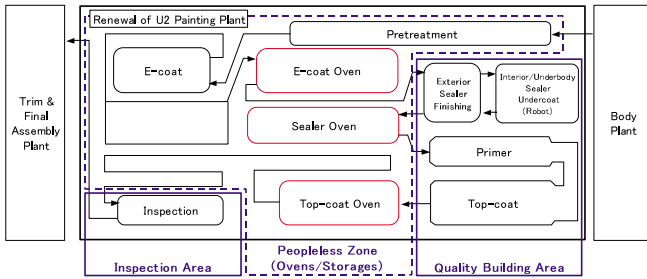 Renewal of U2 Painting Plant
Pretreatment
E-coat
E-coat Oven
Exterior
Sealer
Finishing
Interior/Underbody
Sealer
Undercoat
(Robot)
Trim &
Final
Assembly
Plant
Body
Plant
Sealer Oven
Primer
Inspection
Top-coat Oven
Top-coat
Inspection Area
Peopleless Zone
(Ovens/Storages)
Quality Building Area